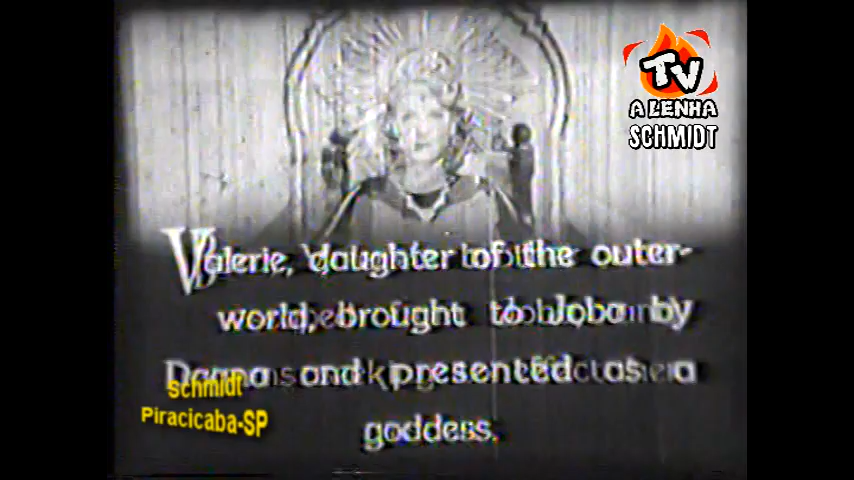 TV
A LENHA
SCHMIDT
Valerie, daughter of the outer-
world, brought to Joba by
and presented as a
goddess.
schmidt
Piracicaba-SP